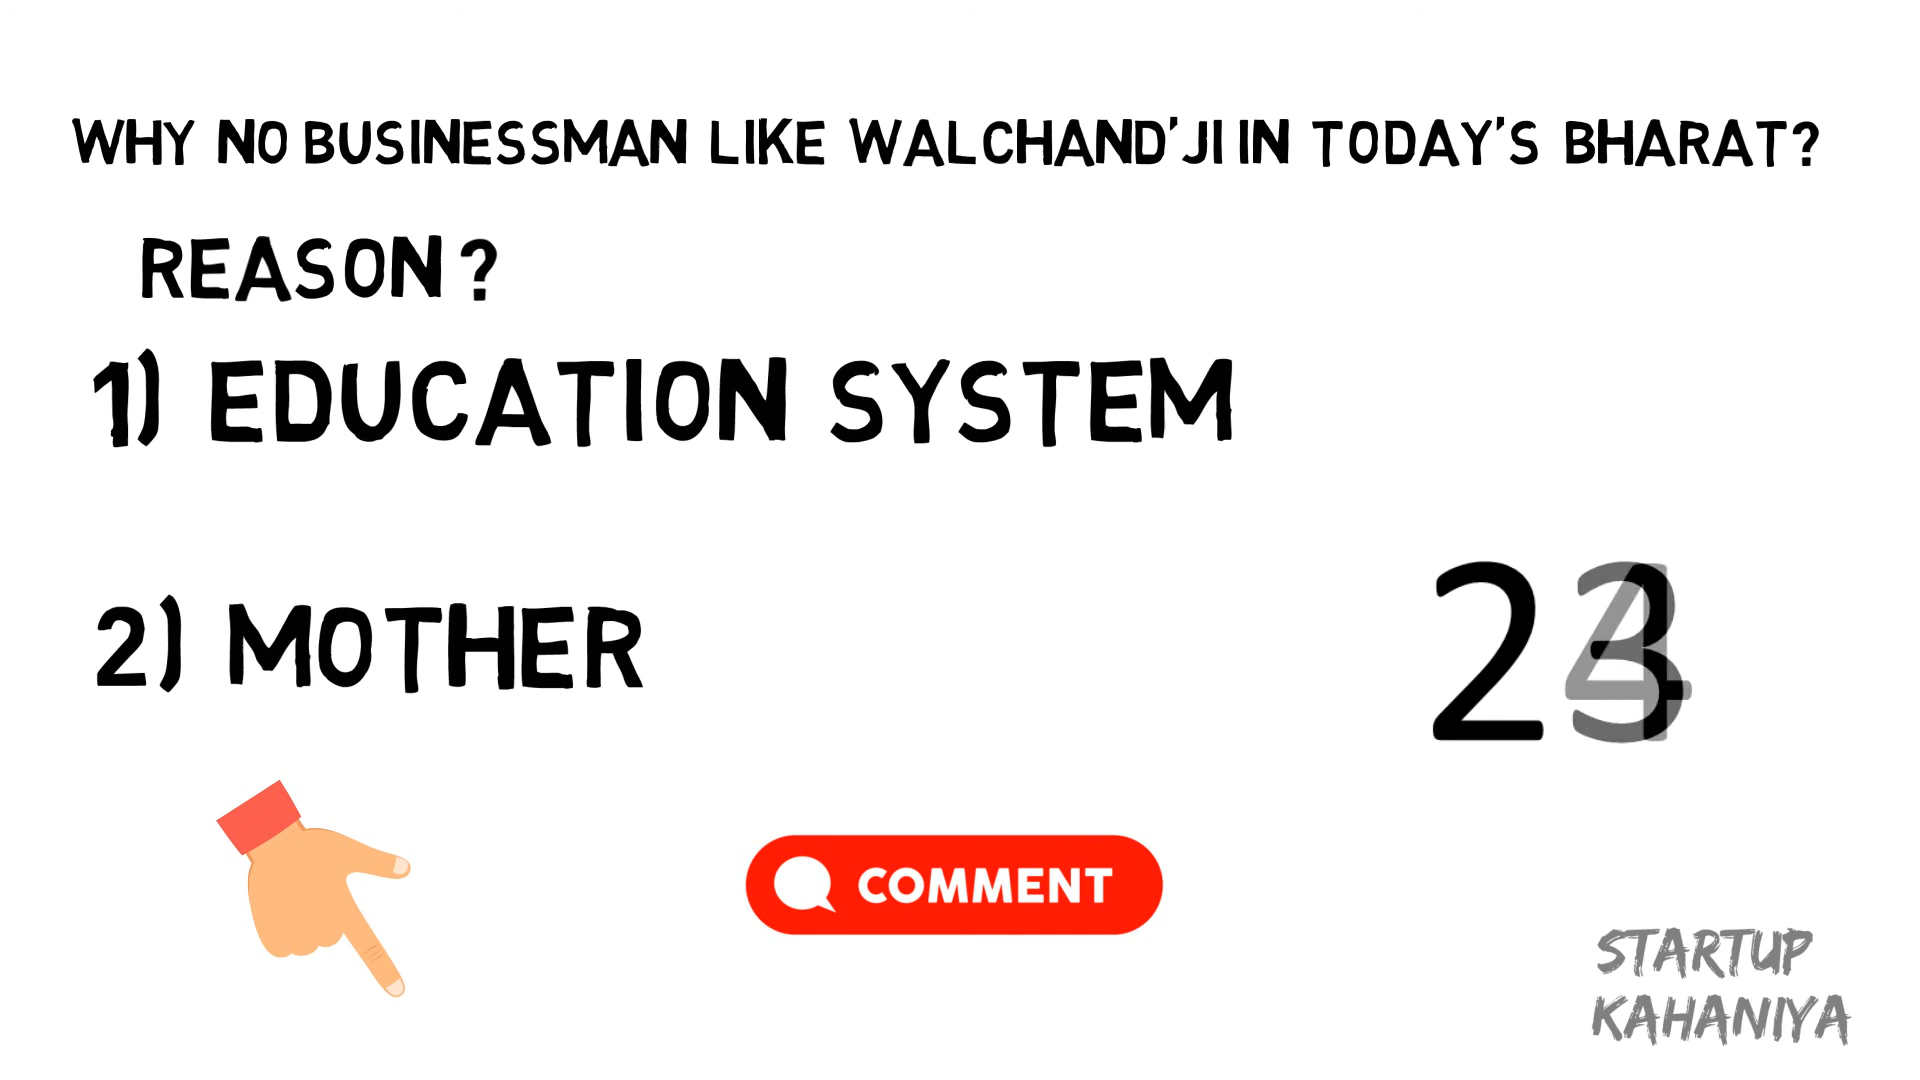 WHY NO BUSINESSMAN LIKE WALCHAND'JI IN TODAY'S BHARAT?
REASON ?
1) EDUCATION SYSTEM
2) MOTHER
COMMENT
STARTUP
KAHANIYA